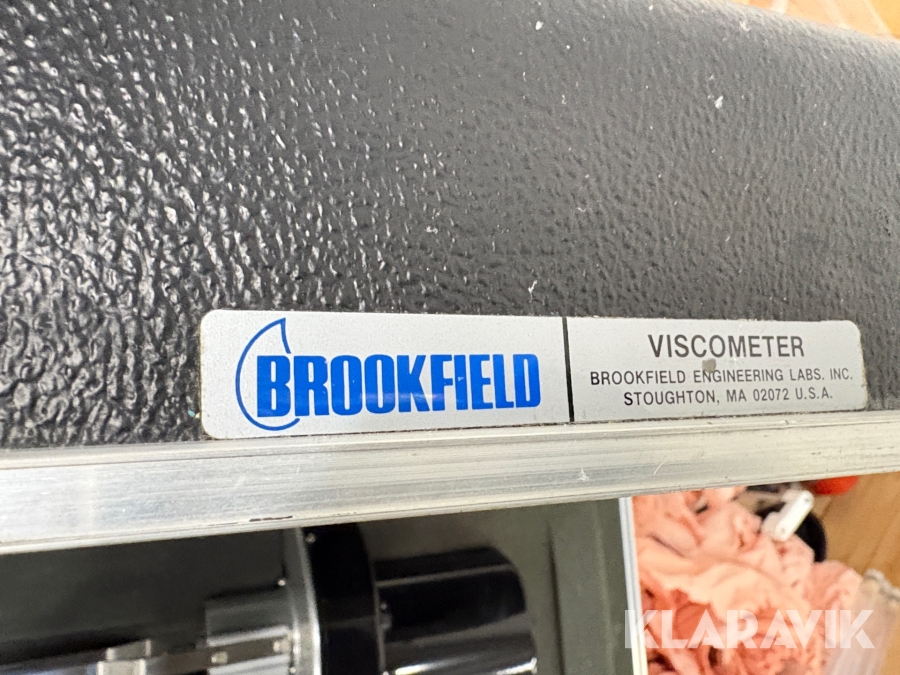 BROOKFIELD
VISCOMETER
BROOKFIELD ENGINEERING LABS. INC.
STOUGHTON, MA 02072 U.S.A.
KLARAVIK